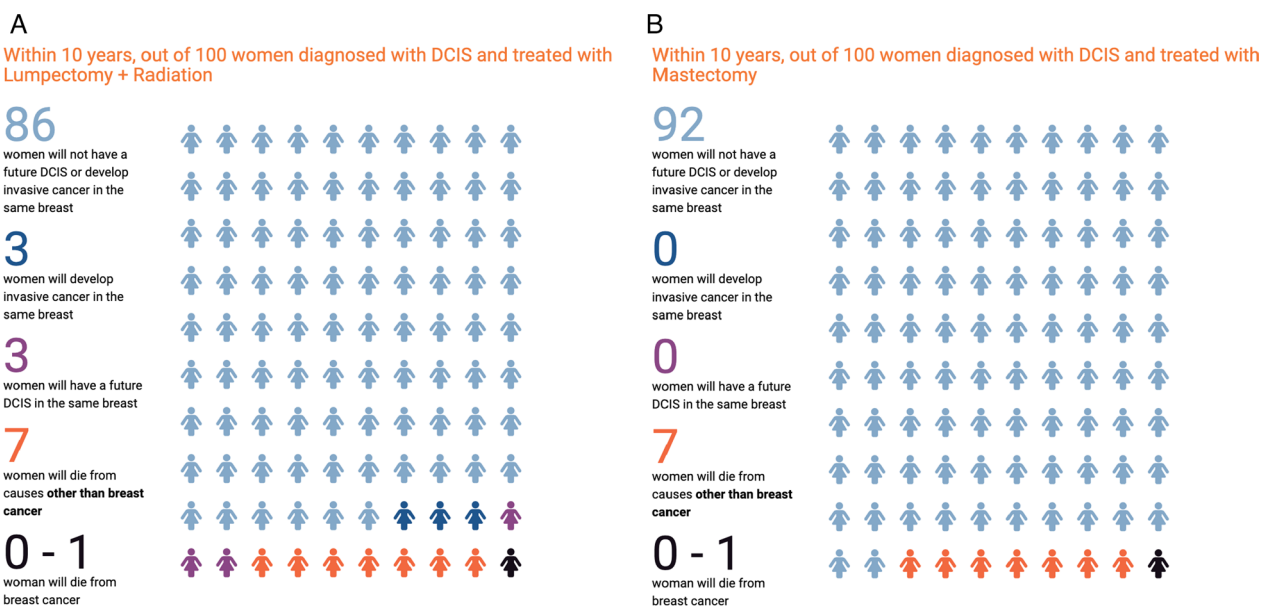 A
Within 10 years, out of 100 women diagnosed with DCIS and treated with
Lumpectomy + Radiation
86
women will not have a
future DCIS or develop
invasive cancer in the
same breast
3
women will develop
invasive cancer in the
same breast
3
women will have a future
DCIS in the same breast
7
women will die from
causes other than breast
cancer
0 - 1
woman will die from
breast cancer
B
Within 10 years, out of 100 women diagnosed with DCIS and treated with
Mastectomy
92
women will not have a
future DCIS or develop
invasive cancer in the
same breast
0
women will develop
invasive cancer in the
same breast
0
women will have a future
DCIS in the same breast
7
women will die from
causes other than breast
cancer
0 - 1
woman will die from
breast cancer